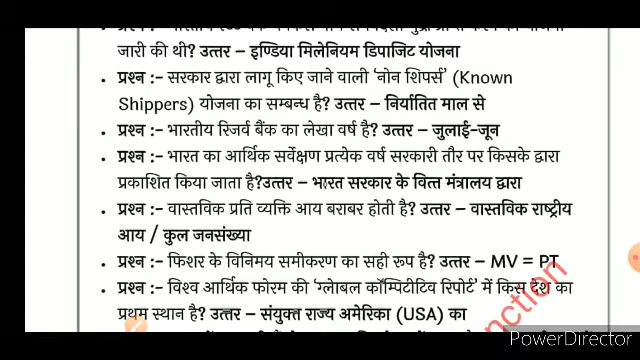 जारी की थी? उत्तर – इण्डिया मिलेनियम डिपाजिट योजना
• प्रश्न :- सरकार द्वारा लागू किए जाने वाली ‘नोन शिपर्स’ (Known
Shippers) योजना का सम्बन्ध है? उत्तर – निर्यातित माल से
• प्रश्न :- भारतीय रिजर्व बैंक का लेखा वर्ष है? उत्तर – जुलाई-जून
• प्रश्न :- भारत का आर्थिक सर्वेक्षण प्रत्येक वर्ष सरकारी तौर पर किसके द्वारा
प्रकाशित किया जाता है?उत्तर – भारत सरकार के वित्त मंत्रालय द्वारा
• प्रश्न :- वास्तविक प्रति व्यक्ति आय बराबर होती है? उत्तर – वास्तविक राष्ट्रीय
आय / कुल जनसंख्या
• प्रश्न :- फिशर के विनिमय समीकरण का सही रूप है? उत्तर – MV = PT
• प्रश्न :- विश्व आर्थिक फोरम की ‘ग्लोबल कॉम्पिटीटिव रिपोर्ट’ में किस देश का
प्रथम स्थान है? उत्तर – संयुक्त राज्य अमेरिका (USA) का
nction
PowerDirector